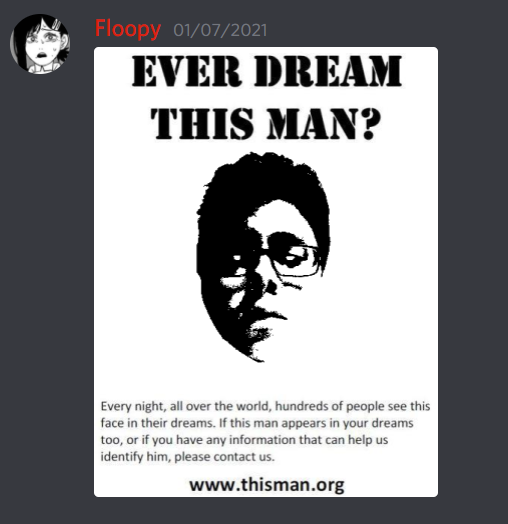 Floopy 01/07/2021
EVER DREAM
THIS MAN?
Every night, all over the world, hundreds of people see this
face in their dreams. If this man appears in your dreams
too, or if you have any information that can help us
identify him, please contact us.
www.thisman.org